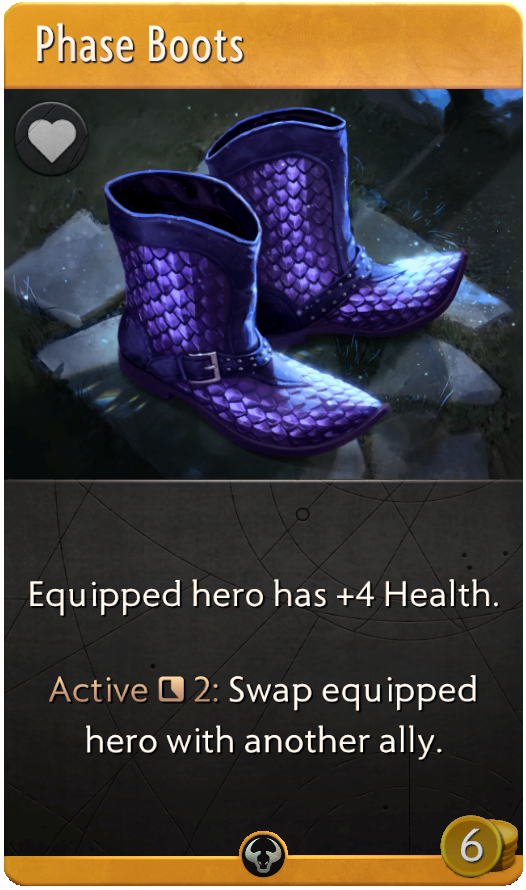 Phase Boots
Equipped hero has +4 Health.
Active 2: Swap equipped
hero with another ally.
6